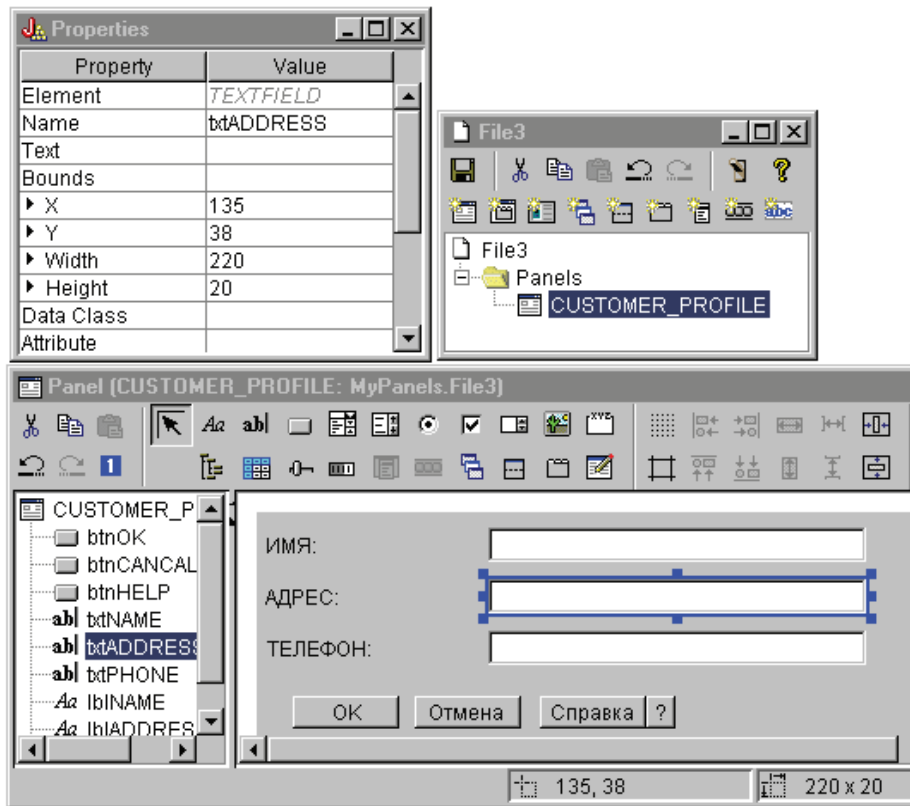 Properties
Property Value
Element TEXTFIELD
Name txtADDRESS
Text
Bounds
X 135
Y 38
Width 220
Height 20
Data Class
Attribute
File3
File3
Panels
CUSTOMER_PROFILE
Panel (CUSTOMER_PROFILE: MyPanels.File3)
CUSTOMER_P
btnOK
btnCANCAL
btnHELP
txtNAME
txtADDRESS
txtPHONE
lblNAME
lblADDRES
ИМЯ:
АДРЕС:
ТЕЛЕФОН:
OK Отмена Справка ?
135, 38 220 x 20